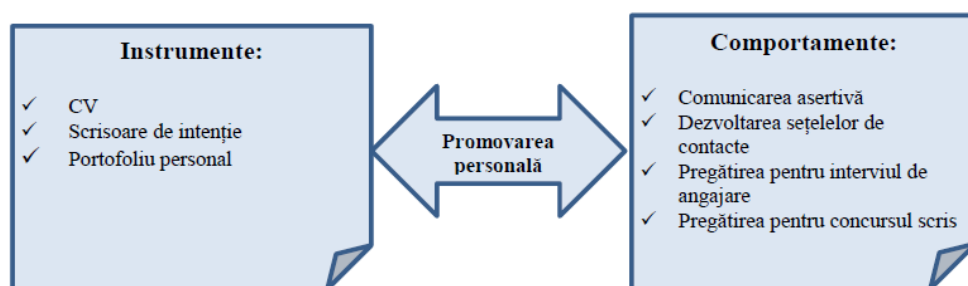 Instrumente:
✓ CV
✓ Scrisoare de intenție
✓ Portofoliu personal
Promovarea
personală
Comportamente:
✓ Comunicarea asertivă
✓ Dezvoltarea sețelelor de
contacte
✓ Pregătirea pentru interviul de
angajare
✓ Pregătirea pentru concursul scris